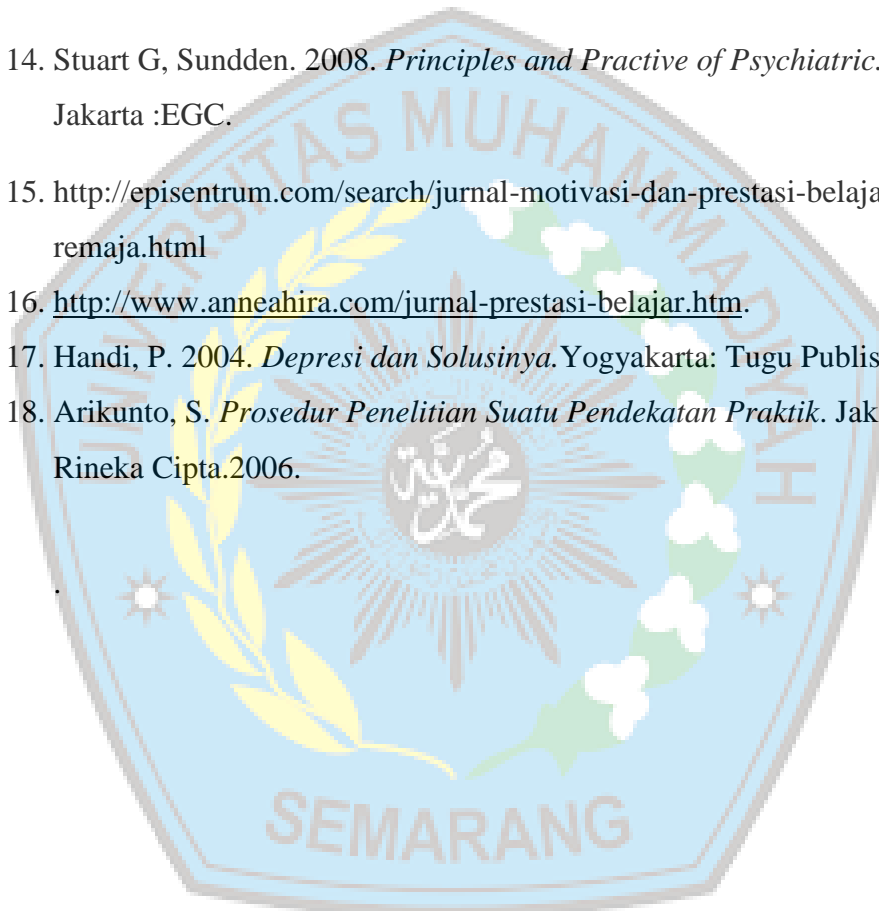 14. Stuart G, Sundden. 2008. Principles and Practive of Psychiatric.
Jakarta :EGC.
15. http://episentrum.com/search/jurnal-motivasi-dan-prestasi-belaja
remaja.html
16. http://www.anneahira.com/jurnal-prestasi-belajar.htm.
17. Handi, P. 2004. Depresi dan Solusinya.Yogyakarta: Tugu Publis
18. Arikunto, S. Prosedur Penelitian Suatu Pendekatan Praktik. Jak
Rineka Cipta.2006.
.
UNIVERSITAS MUHAMMADIYAH
SEMARANG